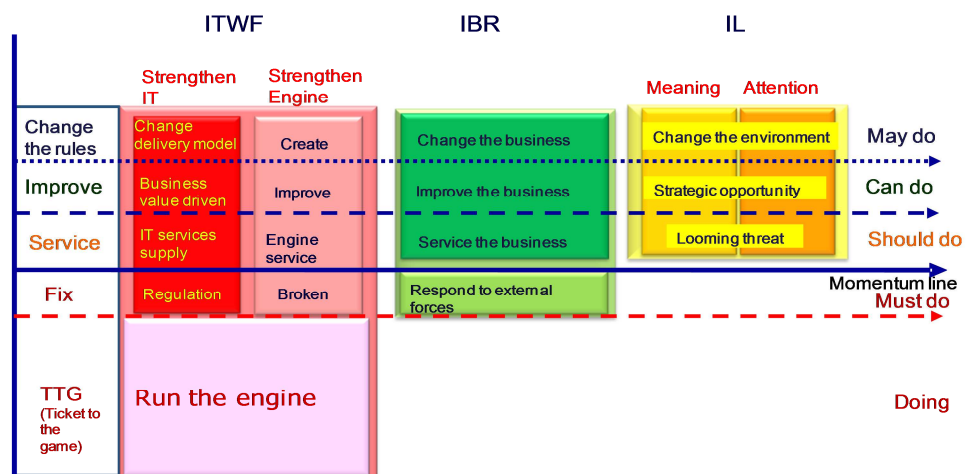 ITWF
IBR
IL
Strengthen
IT
Strengthen
Engine
Meaning
Attention
Change
the rules
Change
delivery model
Create
Change the business
Change the environment
May do
Improve
Business
value driven
Improve
Improve the business
Strategic opportunity
Can do
Service
IT services
supply
Engine
service
Service the business
Looming threat
Should do
Momentum line
Fix
Regulation
Broken
Respond to external
forces
Must do
TTG
(Ticket to
the
game)
Run the engine
Doing